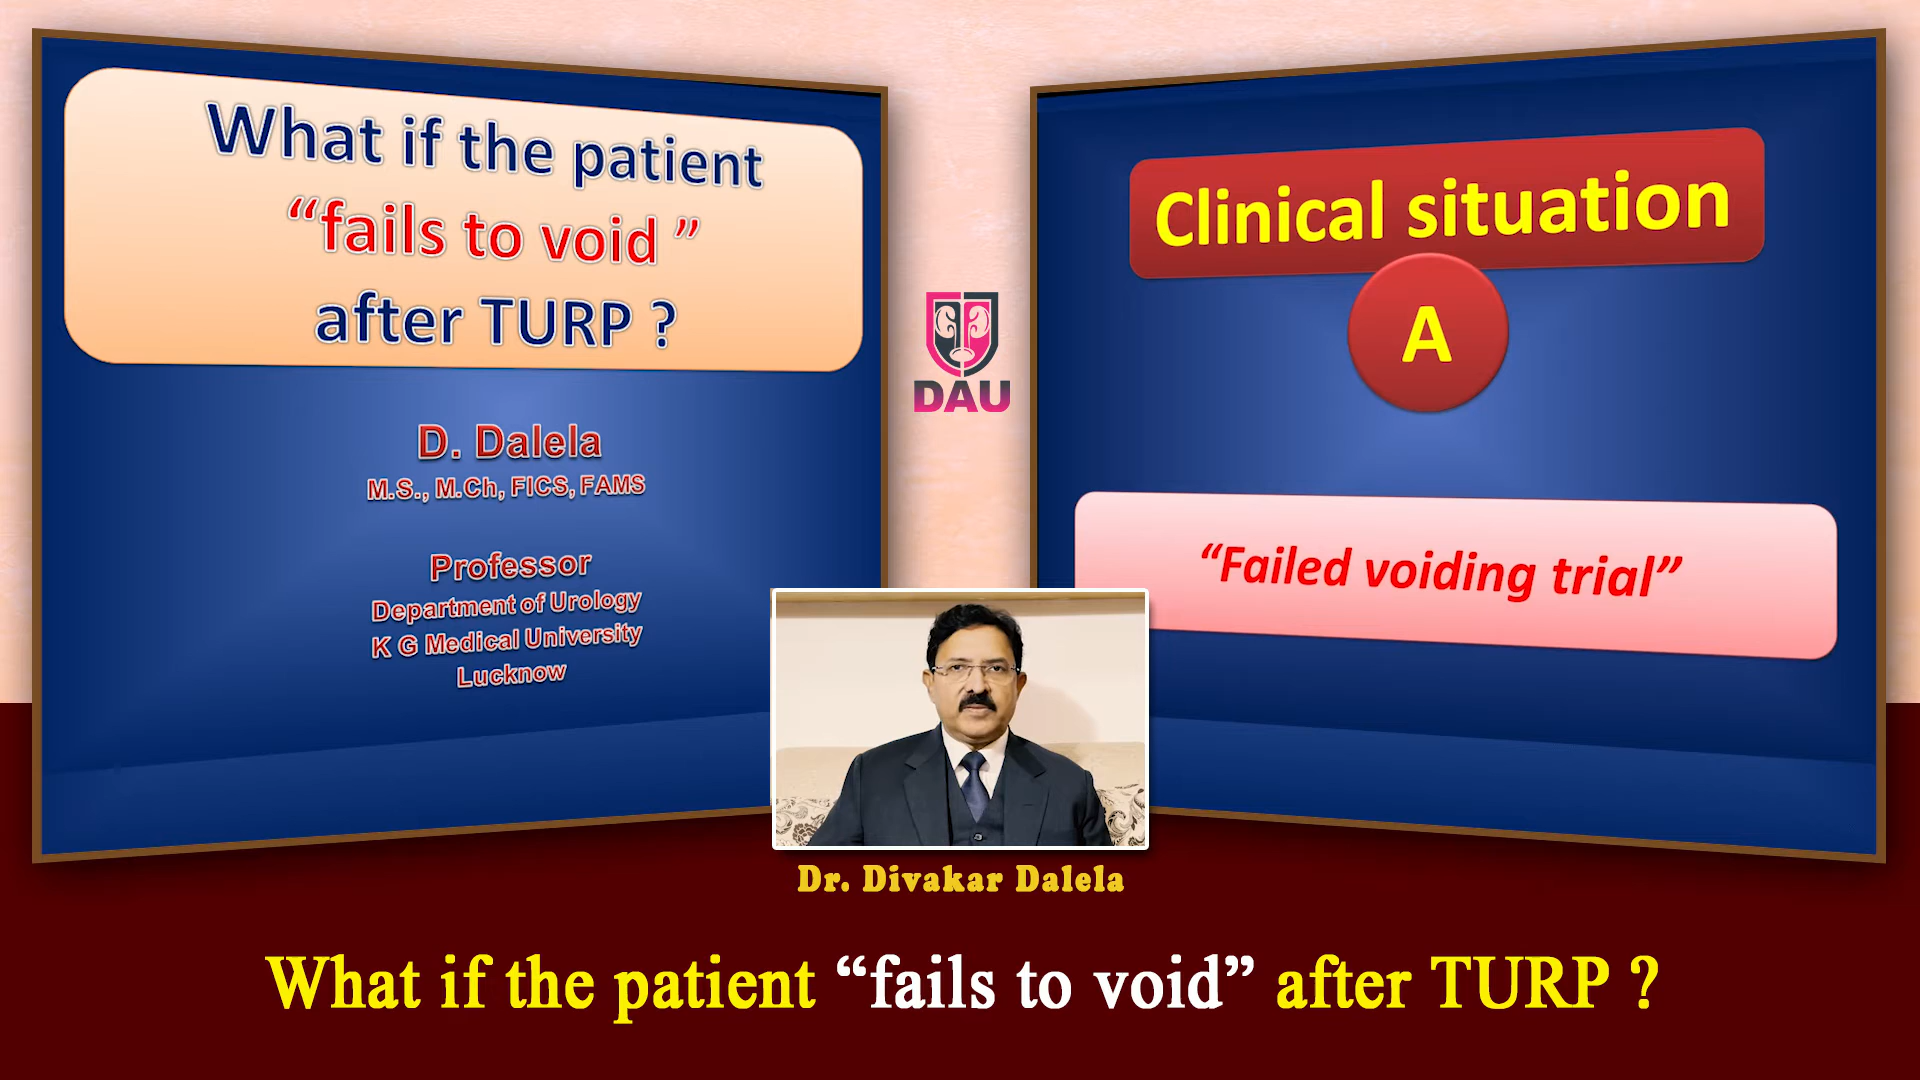 What if the patient
“fails to void ”
after TURP ?
D. Dalela
M.S., M.Ch, FICS, FAMS
Professor
Department of Urology
K G Medical University
Lucknow
DAU
Clinical situation
A
“Failed voiding trial”
Dr. Divakar Dalela
What if the patient “fails to void” after TURP ?